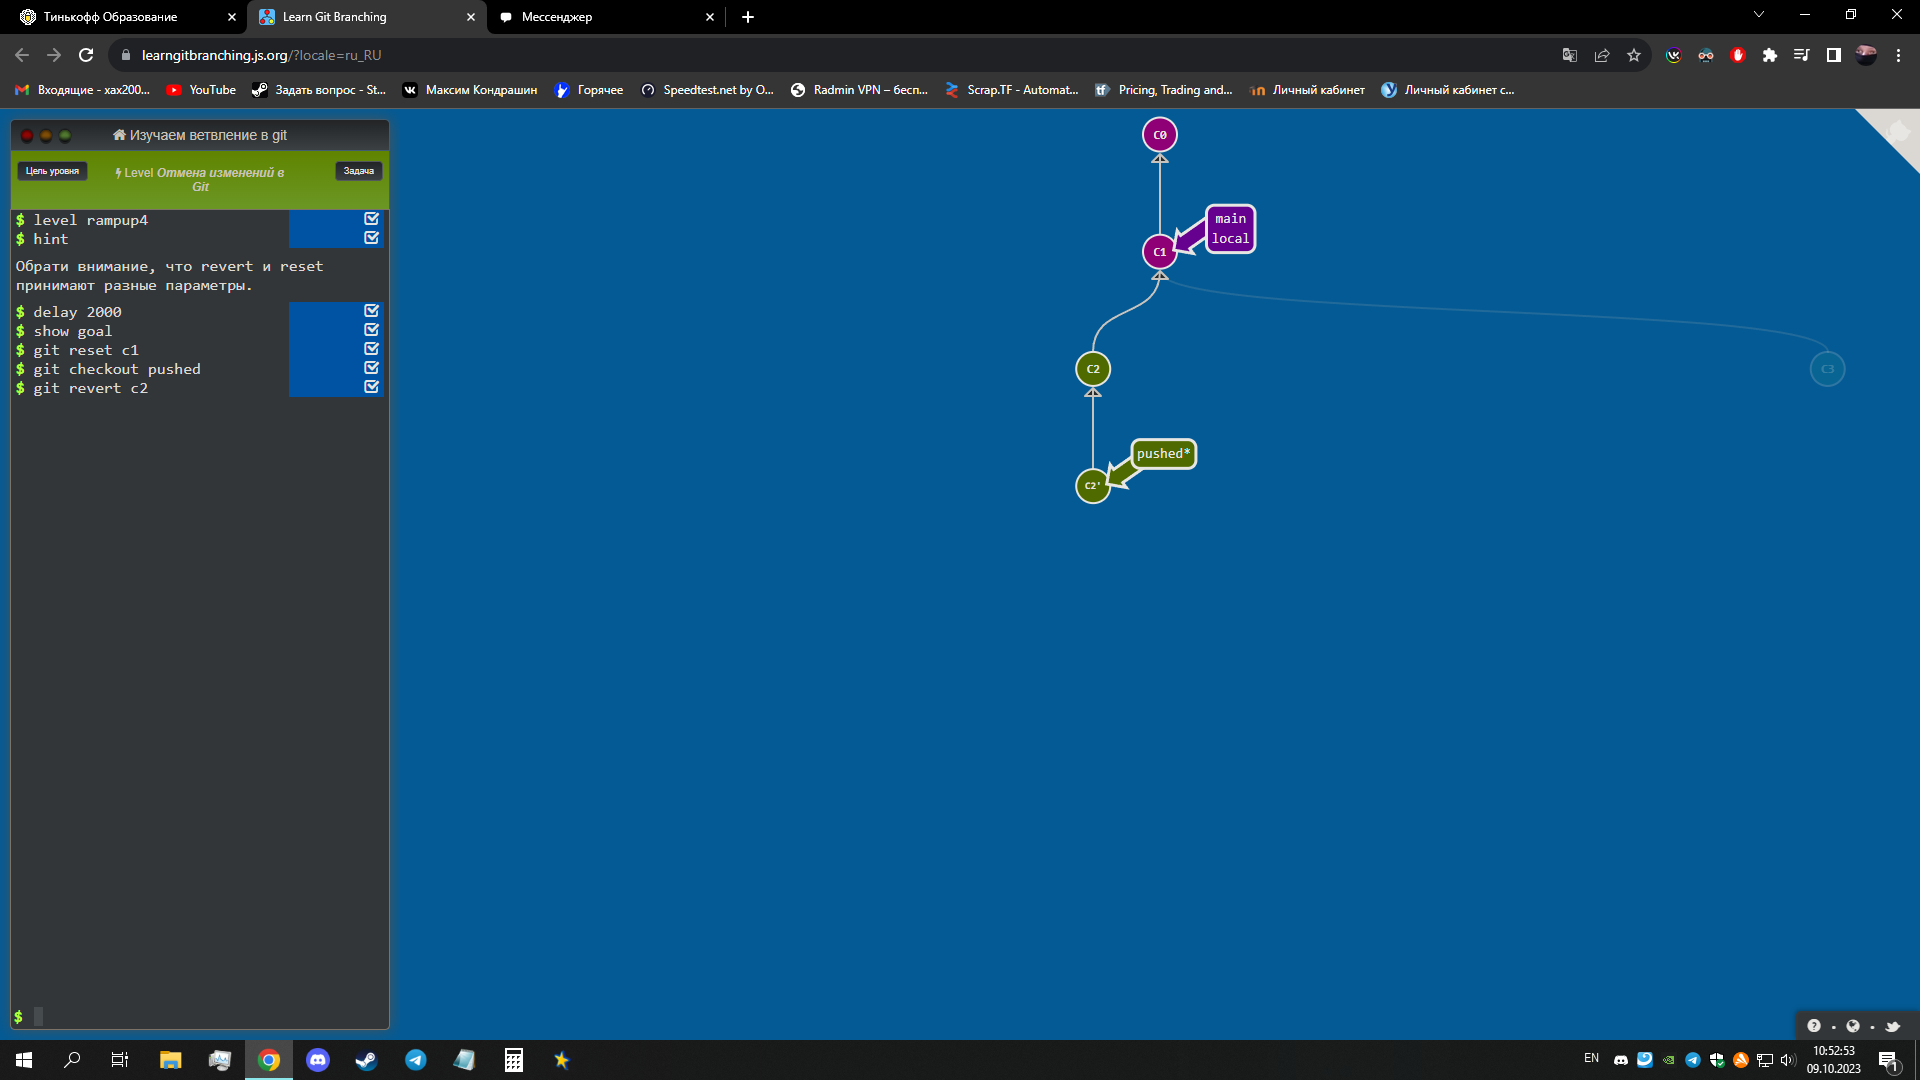 Тинькофф Образование
Learn Git Branching
Мессенджер
learngitbranching.js.org/?locale=ru_RU
Входящие - xax200...
YouTube
Задать вопрос - St...
Максим Кондрашин
Горячее
Speedtest.net by O...
Radmin VPN – бесп...
Scrap.TF - Automat...
Pricing, Trading and...
Личный кабинет
Личный кабинет с...
Изучаем ветвление в git
Цель уровня
Level Отмена изменений в
Git
Задача
$ level rampup4
$ hint
Обрати внимание, что revert и reset
принимают разные параметры.
$ delay 2000
$ show goal
$ git reset c1
$ git checkout pushed
$ git revert c2
$
C0
main
local
C1
C2
C3
pushed*
C2'
EN
10:52:53
09.10.2023
1